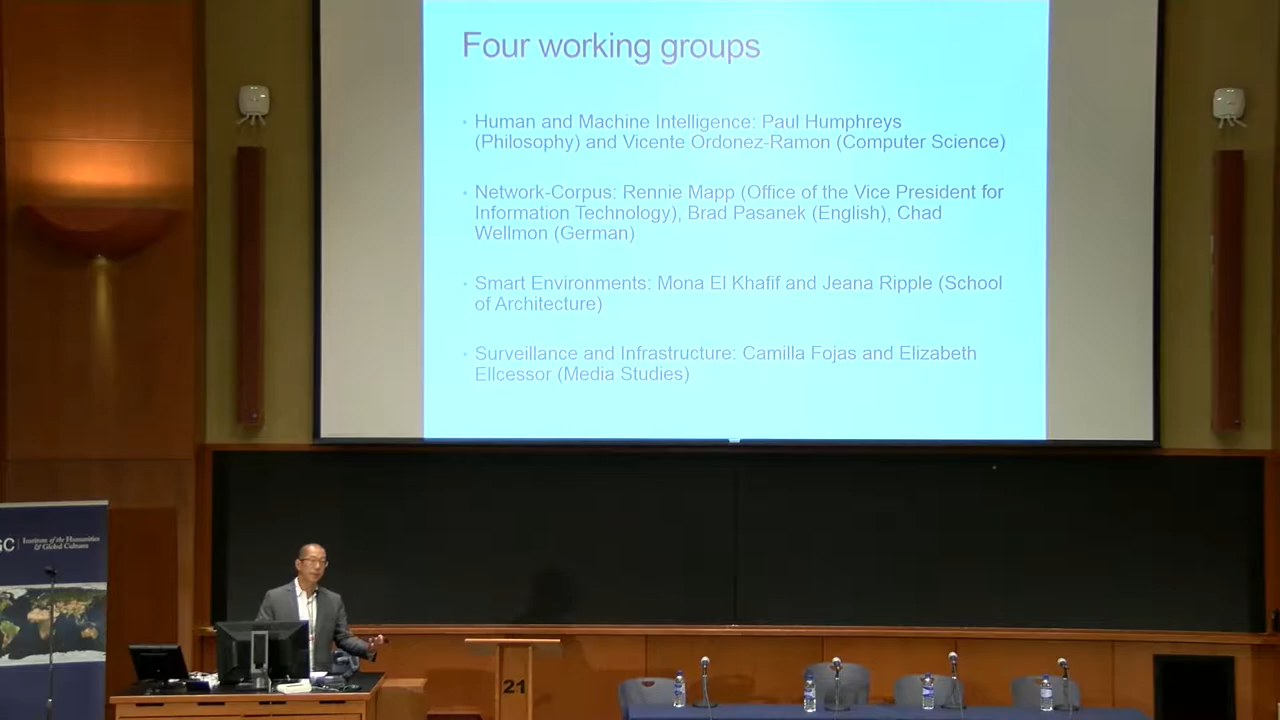 Four working groups
• Human and Machine Intelligence: Paul Humphreys
(Philosophy) and Vicente Ordonez-Ramon (Computer Science)
• Network-Corpus: Rennie Mapp (Office of the Vice President for
Information Technology), Brad Pasanek (English), Chad
Wellmon (German)
• Smart Environments: Mona El Khafif and Jeana Ripple (School
of Architecture)
• Surveillance and Infrastructure: Camilla Fojas and Elizabeth
Ellcessor (Media Studies)
GC | Institute of the Humanities
& Global Cultures
21